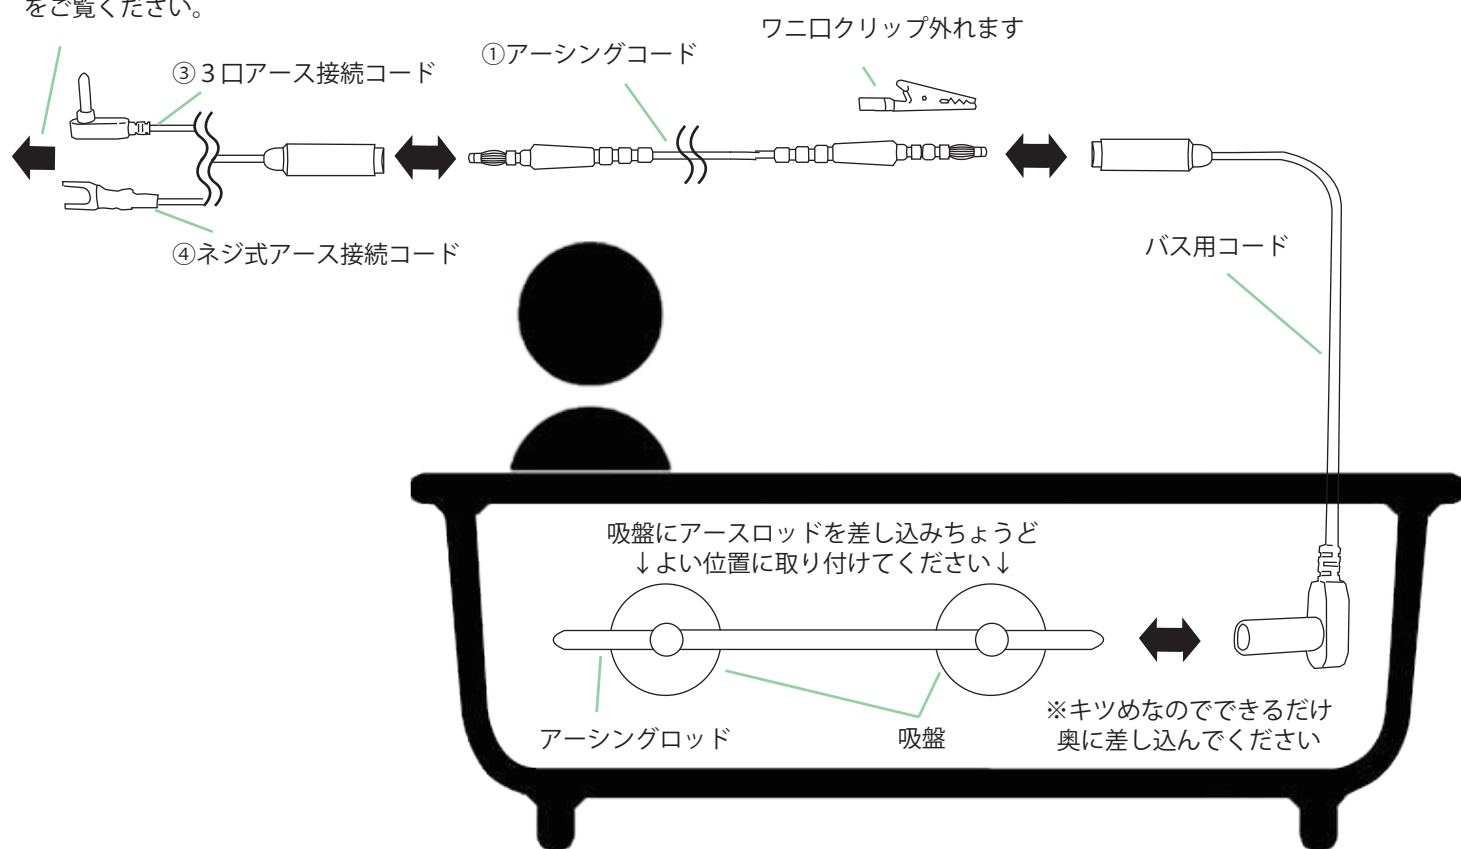 をご覧ください。
ワニ口クリップ外れます
①アーシングコード
③３口アース接続コード
④ネジ式アース接続コード
バス用コード
吸盤にアースロッドを差し込みちょうど
↓よい位置に取り付けてください↓
※キツめなのでできるだけ
奥に差し込んでください
アーシングロッド
吸盤